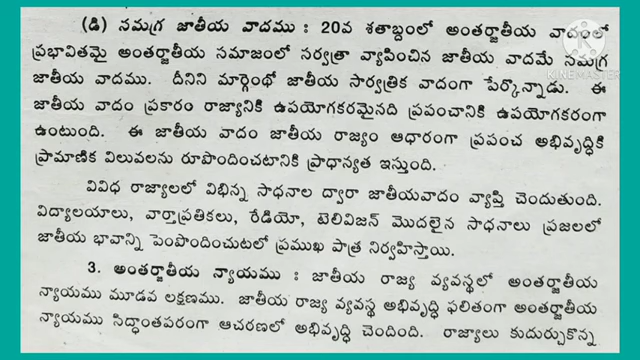 (డి) సమగ్ర జాతీయ వాదము : 20వ శతాబ్దంలో అంతర్జాతీయ వాదంలో
ప్రభావితమై అంతర్జాతీయ సమాజంలో సర్వత్రా వ్యాపించిన జాతీయ వాదమే సమగ్ర
జాతీయ వాదము. దీనిని మార్గెంథో జాతీయ సార్వత్రిక వాదంగా పేర్కొన్నాడు. ఈ
జాతీయ వాదం ప్రకారం రాజ్యానికి ఉపయోగకరమైనది ప్రపంచానికి ఉపయోగకరంగా
ఉంటుంది. ఈ జాతీయ వాదం జాతీయ రాజ్యం ఆధారంగా ప్రపంచ అభివృద్ధికి
ప్రామాణిక విలువలను రూపొందించటానికి ప్రాధాన్యత ఇస్తుంది.
వివిధ రాజ్యాలలో విభిన్న సాధనాల ద్వారా జాతీయవాదం వ్యాప్తి చెందుతుంది.
విద్యాలయాలు, వార్తాప్రతికలు, రేడియో, టెలివిజన్ మొదలైన సాధనాలు ప్రజలలో
జాతీయ భావాన్ని పెంపొందించుటలో ప్రముఖ పాత్ర నిర్వహిస్తాయి.
3. అంతర్జాతీయ న్యాయము : జాతీయ రాజ్య వ్యవస్థలో అంతర్జాతీయ
న్యాయము మూడవ లక్షణము. జాతీయ రాజ్య వ్యవస్థ అభివృద్ధి ఫలితంగా అంతర్జాతీయ
న్యాయము సిద్ధాంతపరంగా ఆచరణలో అభివృద్ధి చెందింది. రాజ్యాలు కుదుర్చుకొన్న
KINEMASTER